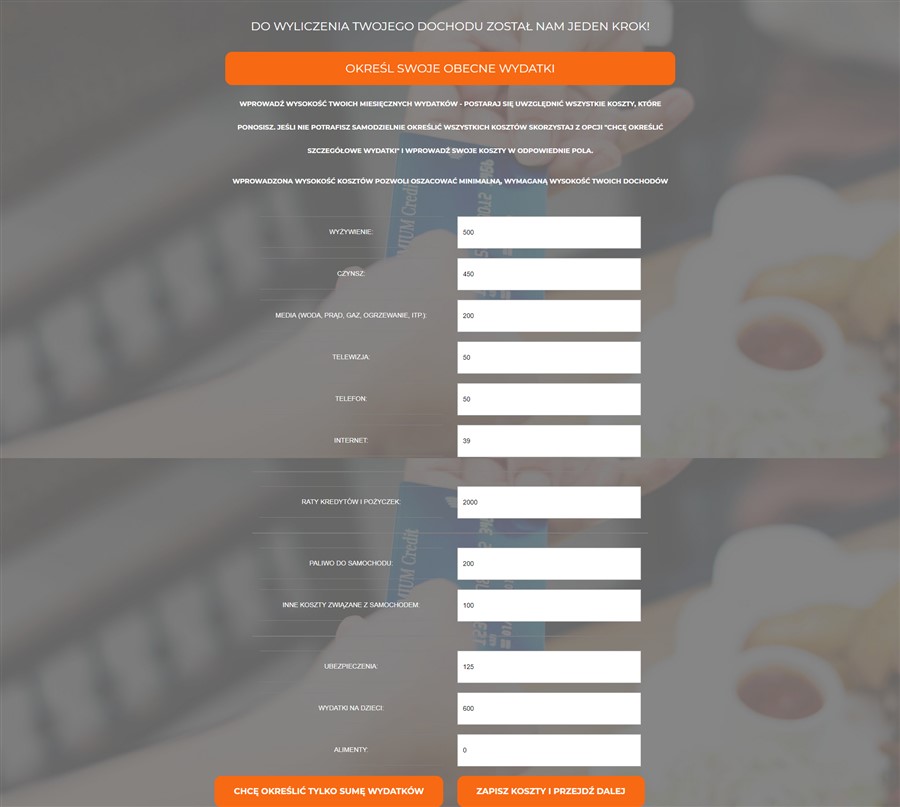 DO WYLICZENIA TWOJEGO DOCHODU ZOSTAŁ NAM JEDEN KROK!
OKREŚL SWOJE OBECNE WYDATKI
WPROWADŹ WYSOKOŚĆ TWOICH MIESIĘCZNYCH WYDATKÓW - POSTARAJ SIĘ UWZGLĘDNIĆ WSZYSTKIE KOSZTY, KTÓRE
PONOSISZ. JEŚLI NIE POTRAFISZ SAMODZIELNIE OKREŚLIĆ WSZYSTKICH KOSZTÓW SKORZYSTAJ Z OPCJI "CHCĘ OKREŚLIĆ
SZCZEGÓŁOWE WYDATKI" I WPROWADŹ SWOJE KOSZTY W ODPOWIEDNIE POLA.
WPROWADZONA WYSOKOŚĆ KOSZTÓW POZWOLI OSZACOWAĆ MINIMALNĄ, WYMAGANĄ WYSOKOŚĆ TWOICH DOCHODÓW
WYŻYWIENIE: 500
CZYNSZ: 450
MEDIA (WODA, PRĄD, GAZ, OGRZEWANIE, ITP.): 200
TELEWIZJA: 50
TELEFON: 50
INTERNET: 39
RATY KREDYTÓW I POŻYCZEK: 2000
PALIWO DO SAMOCHODU: 200
INNE KOSZTY ZWIĄZANE Z SAMOCHODEM: 100
UBEZPIECZENIA: 125
WYDATKI NA DZIECI: 600
ALIMENTY: 0
CHCĘ OKREŚLIĆ TYLKO SUMĘ WYDATKÓW ZAPISZ KOSZTY I PRZEJDŹ DALEJ